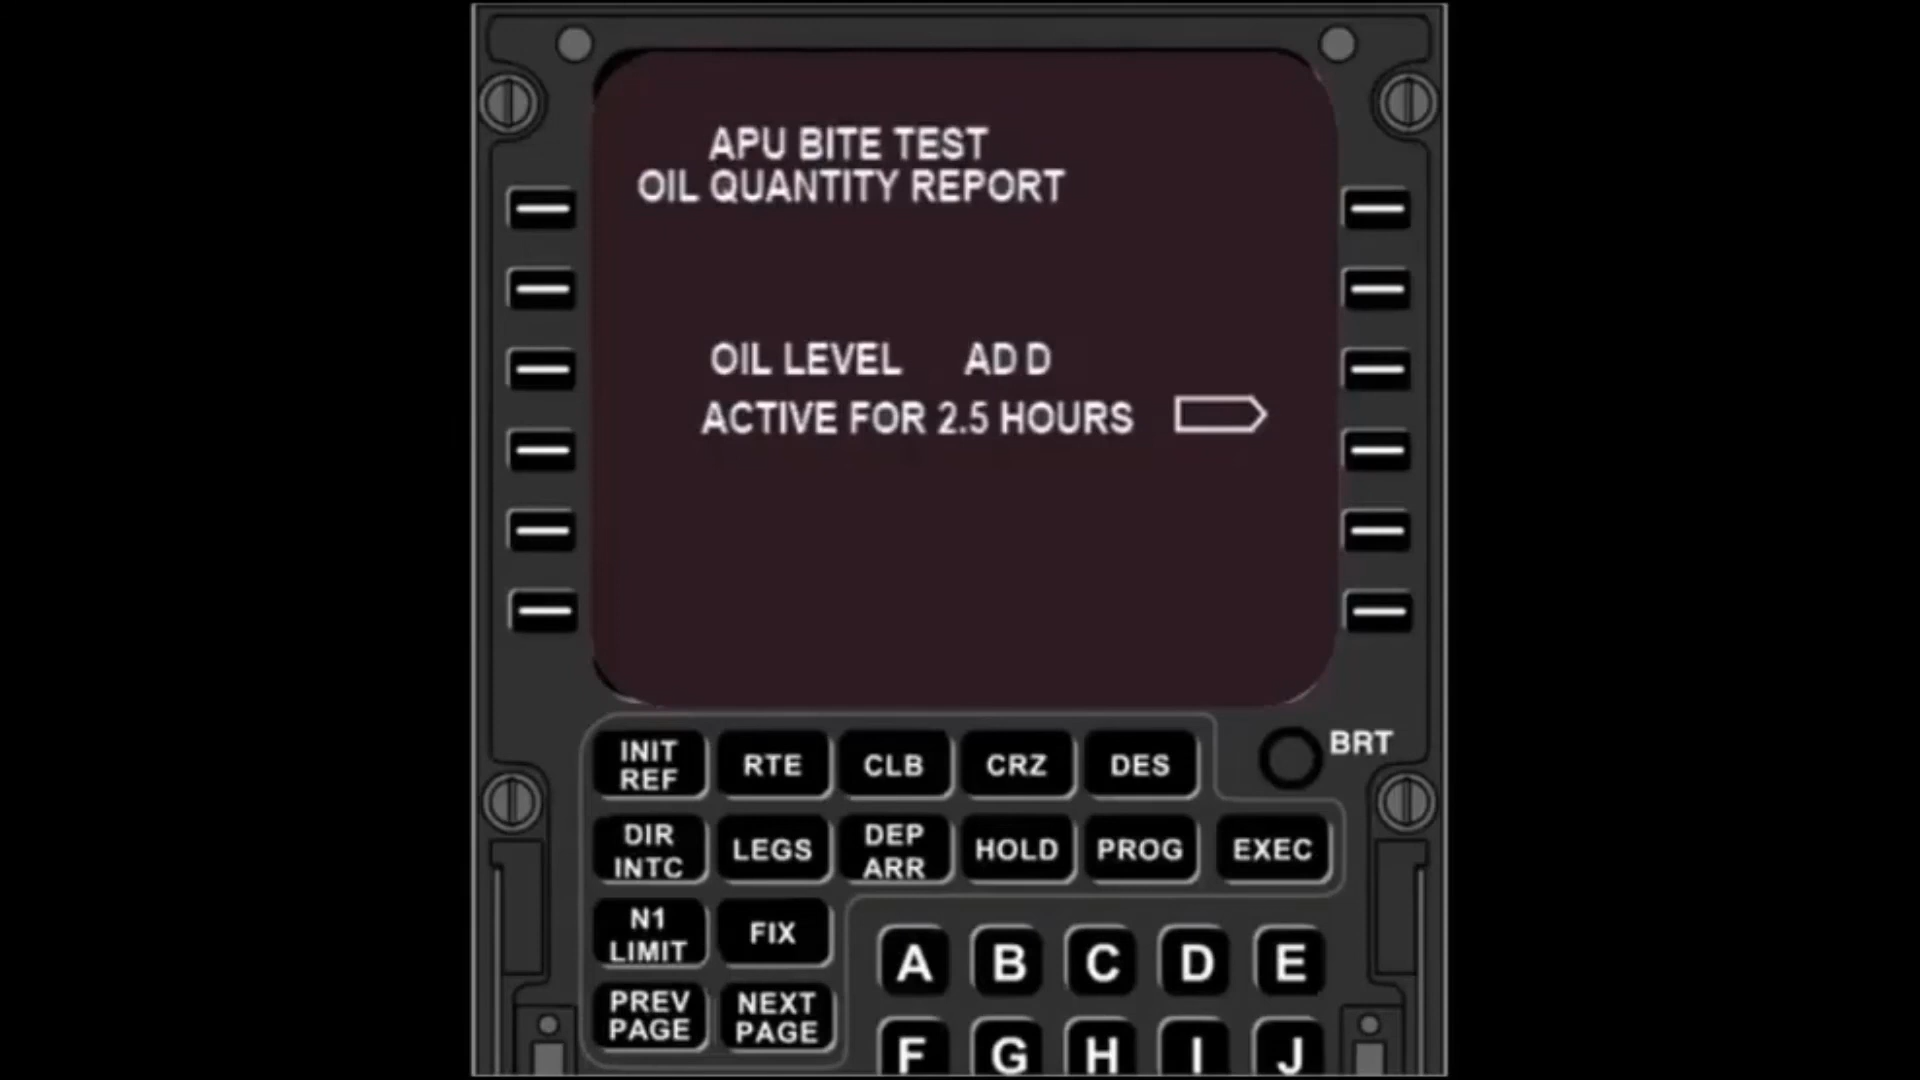 APU BITE TEST
OIL QUANTITY REPORT
OIL LEVEL ADD
ACTIVE FOR 2.5 HOURS
BRT
INIT REF
RTE
CLB
CRZ
DES
DIR INTC
LEGS
DEP ARR
HOLD
PROG
EXEC
N1 LIMIT
FIX
PREV PAGE
NEXT PAGE
A B C D E
F G H I J